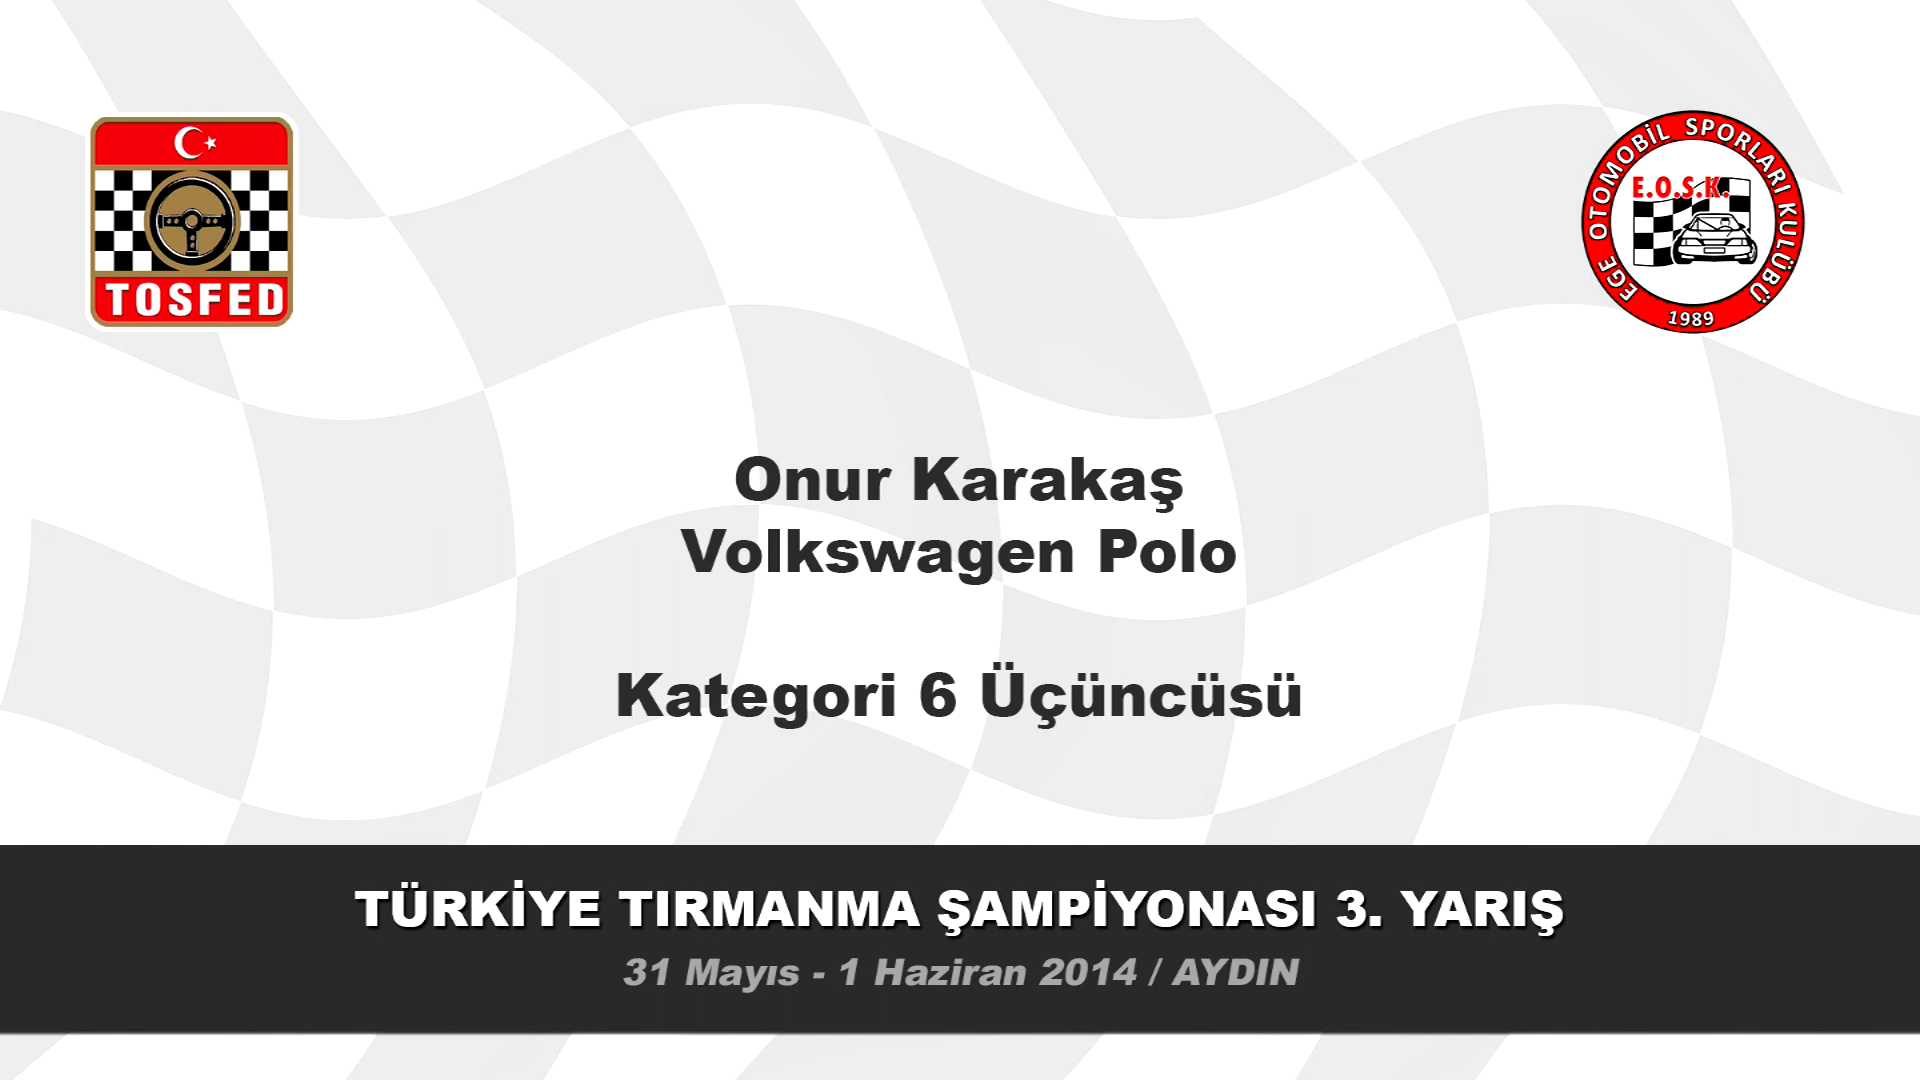 TOSFED
EGE OTOMOBİL SPORLARI KULÜBÜ
E.O.S.K.
1989
Onur Karakaş
Volkswagen Polo
Kategori 6 Üçüncüsü
TÜRKİYE TIRMANMA ŞAMPİYONASI 3. YARIŞ
31 Mayıs - 1 Haziran 2014 / AYDIN